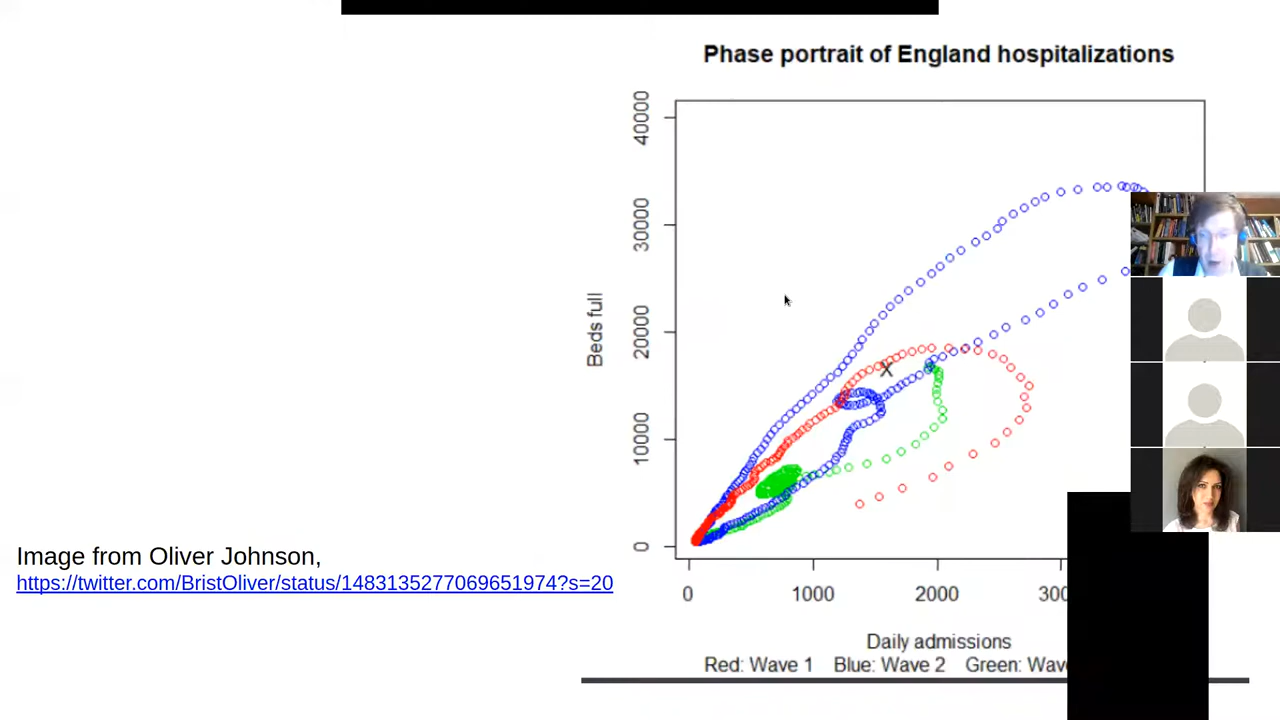 Phase portrait of England hospitalizations
40000
30000
20000
10000
0
Beds full
X
0 1000 2000
Daily admissions
Red: Wave 1 Blue: Wave 2 Green:
Image from Oliver Johnson,
https://twitter.com/BristOliver/status/1483135277069651974?s=20